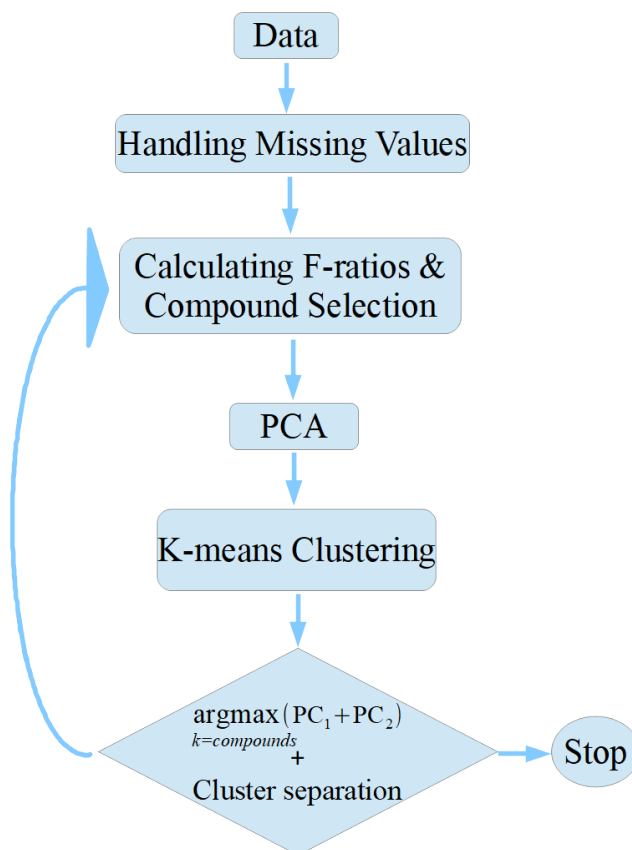 Data
Handling Missing Values
Calculating F-ratios &
Compound Selection
PCA
K-means Clustering
argmax(PC₁+PC₂)
k=compounds
+
Cluster separation
Stop